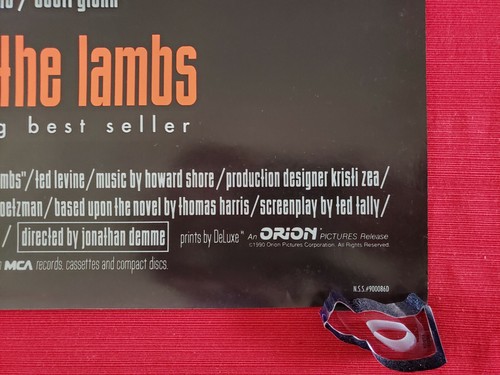 the lambs
best seller
ted levine/music by howard shore/production designer kristi zea/
based upon the novel by thomas harris/screenplay by ted tally/
/ directed by jonathan demme prints by DeLuxe® An ORION PICTURES Release
©1990 Orion Pictures Corporation. All Rights Reserved.
MCA records, cassettes and compact discs.
N.S.S.#900086D